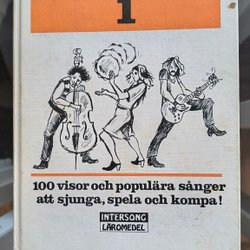 1
100 visor och populära sånger
att sjunga, spela och kompa!
INTERSONG
LÄROMEDEL